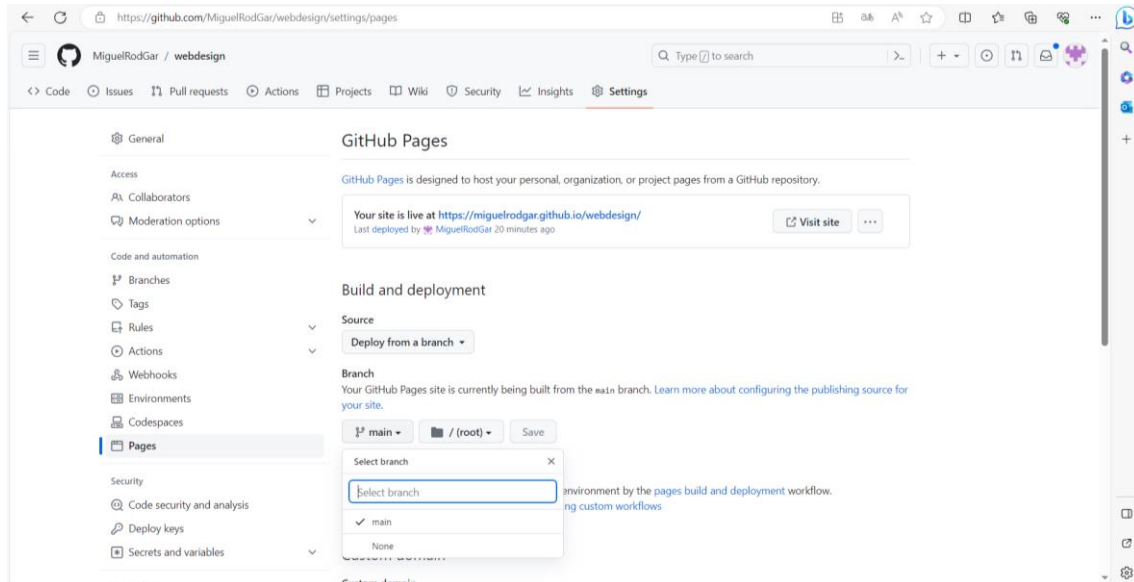 https://github.com/MiguelRodGar/webdesign/settings/pages
MiguelRodGar / webdesign
Type / to search
<> Code
Issues
Pull requests
Actions
Projects
Wiki
Security
Insights
Settings
General
Access
Collaborators
Moderation options
Code and automation
Branches
Tags
Rules
Actions
Webhooks
Environments
Codespaces
Pages
Security
Code security and analysis
Deploy keys
Secrets and variables
GitHub Pages
GitHub Pages is designed to host your personal, organization, or project pages from a GitHub repository.
Your site is live at https://miguelrodgar.github.io/webdesign/
Last deployed by MiguelRodGar 20 minutes ago
Visit site
Build and deployment
Source
Deploy from a branch
Branch
Your GitHub Pages site is currently being built from the main branch. Learn more about configuring the publishing source for
your site.
main
/ (root)
Save
Select branch
Select branch
main
None
environment by the pages build and deployment workflow.
ng custom workflows